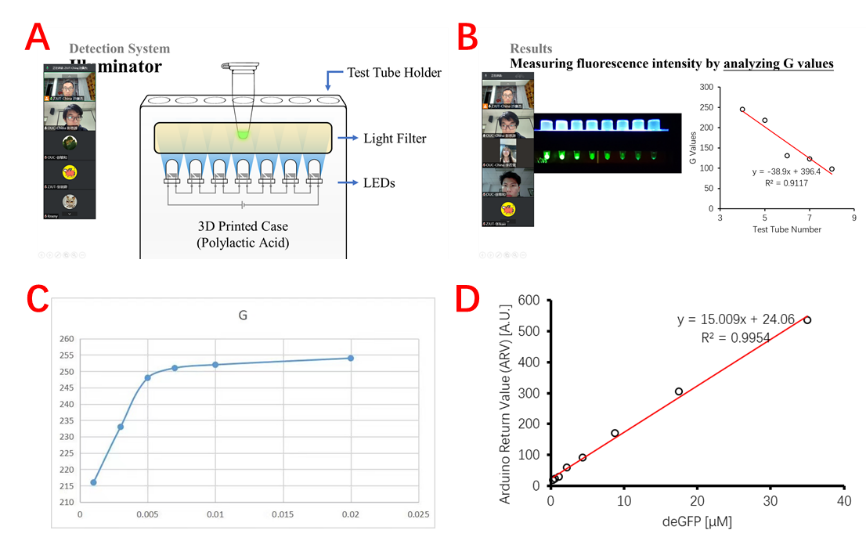 A
Detection System
Illuminator
Test Tube Holder
Light Filter
LEDs
3D Printed Case
(Polylactic Acid)
B
Results
Measuring fluorescence intensity by analyzing G values
300
250
200
150
100
50
0
G Values
y = -38.9x + 396.4
R² = 0.9117
3
5
7
9
Test Tube Number
C
G
260
255
250
245
240
235
230
225
220
215
210
0
0.005
0.01
0.015
0.02
0.025
D
600
500
400
300
200
100
0
Arduino Return Value (ARV) [A.U.]
y = 15.009x + 24.06
R² = 0.9954
0
10
20
30
40
deGFP [μM]